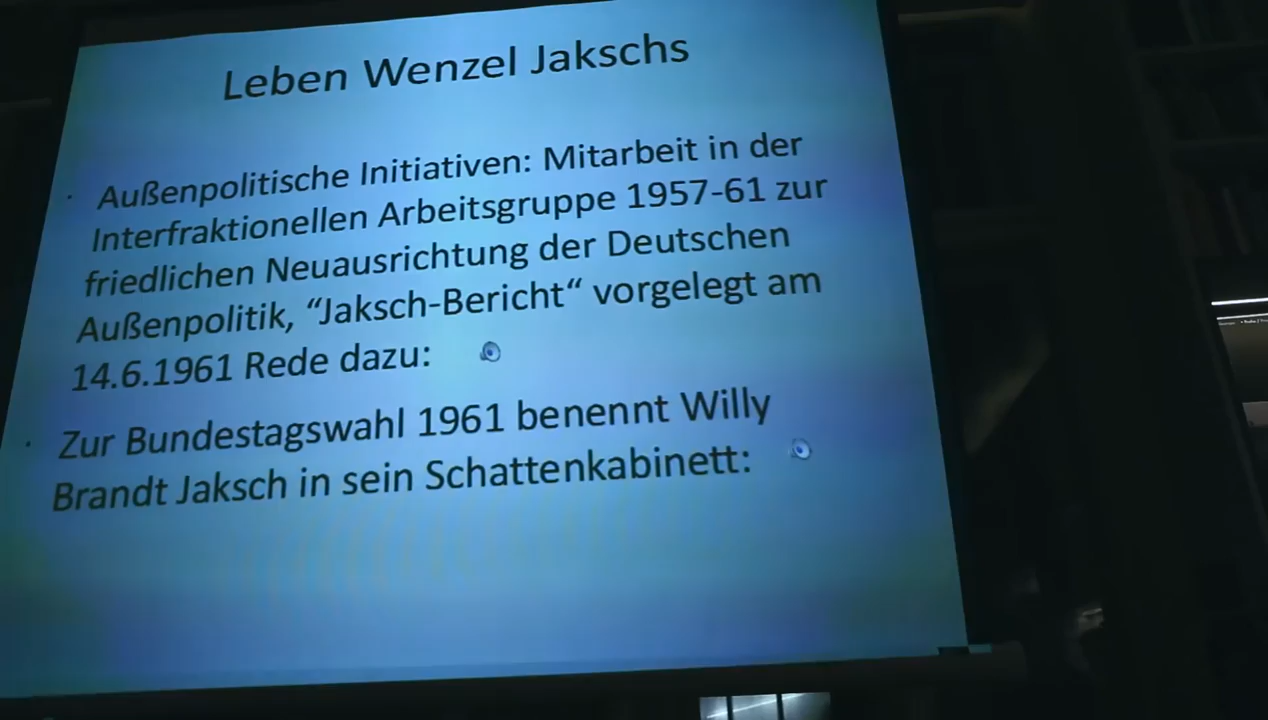 Leben Wenzel Jakschs
· Außenpolitische Initiativen: Mitarbeit in der
Interfraktionellen Arbeitsgruppe 1957-61 zur
friedlichen Neuausrichtung der Deutschen
Außenpolitik, “Jaksch-Bericht“ vorgelegt am
14.6.1961 Rede dazu:
· Zur Bundestagswahl 1961 benennt Willy
Brandt Jaksch in sein Schattenkabinett: